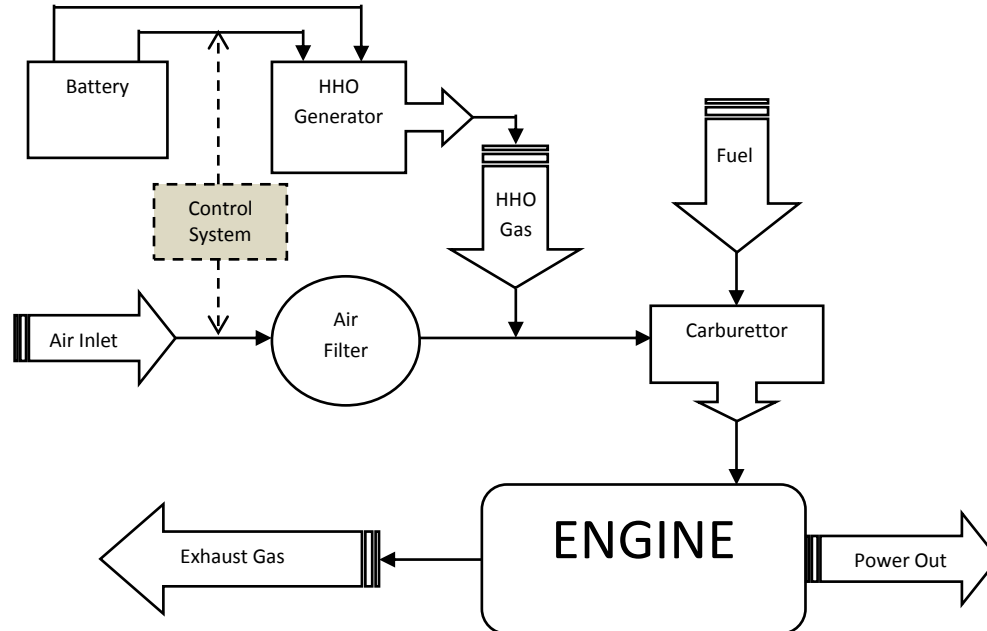 Battery
HHO
Generator
Fuel
HHO
Gas
Control
System
Air Inlet
Air
Filter
Carburettor
ENGINE
Exhaust Gas
Power Out